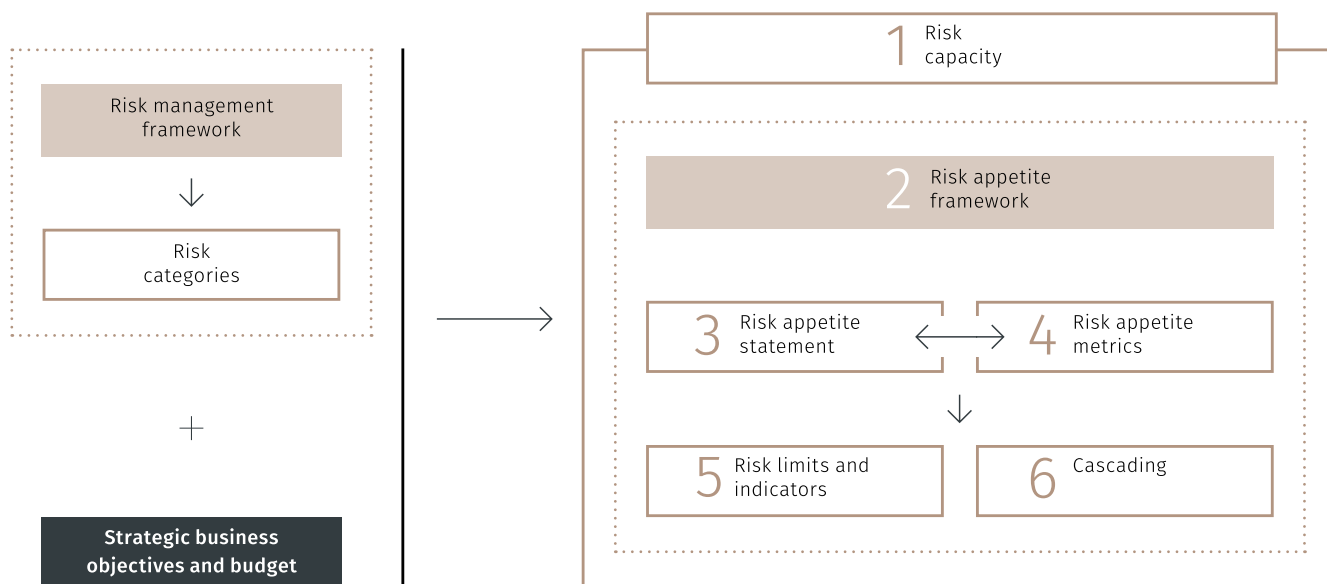 Risk management
framework
Risk
categories
+
Strategic business
objectives and budget
1 Risk
capacity
2 Risk appetite
framework
3 Risk appetite
statement
4 Risk appetite
metrics
5 Risk limits and
indicators
6 Cascading